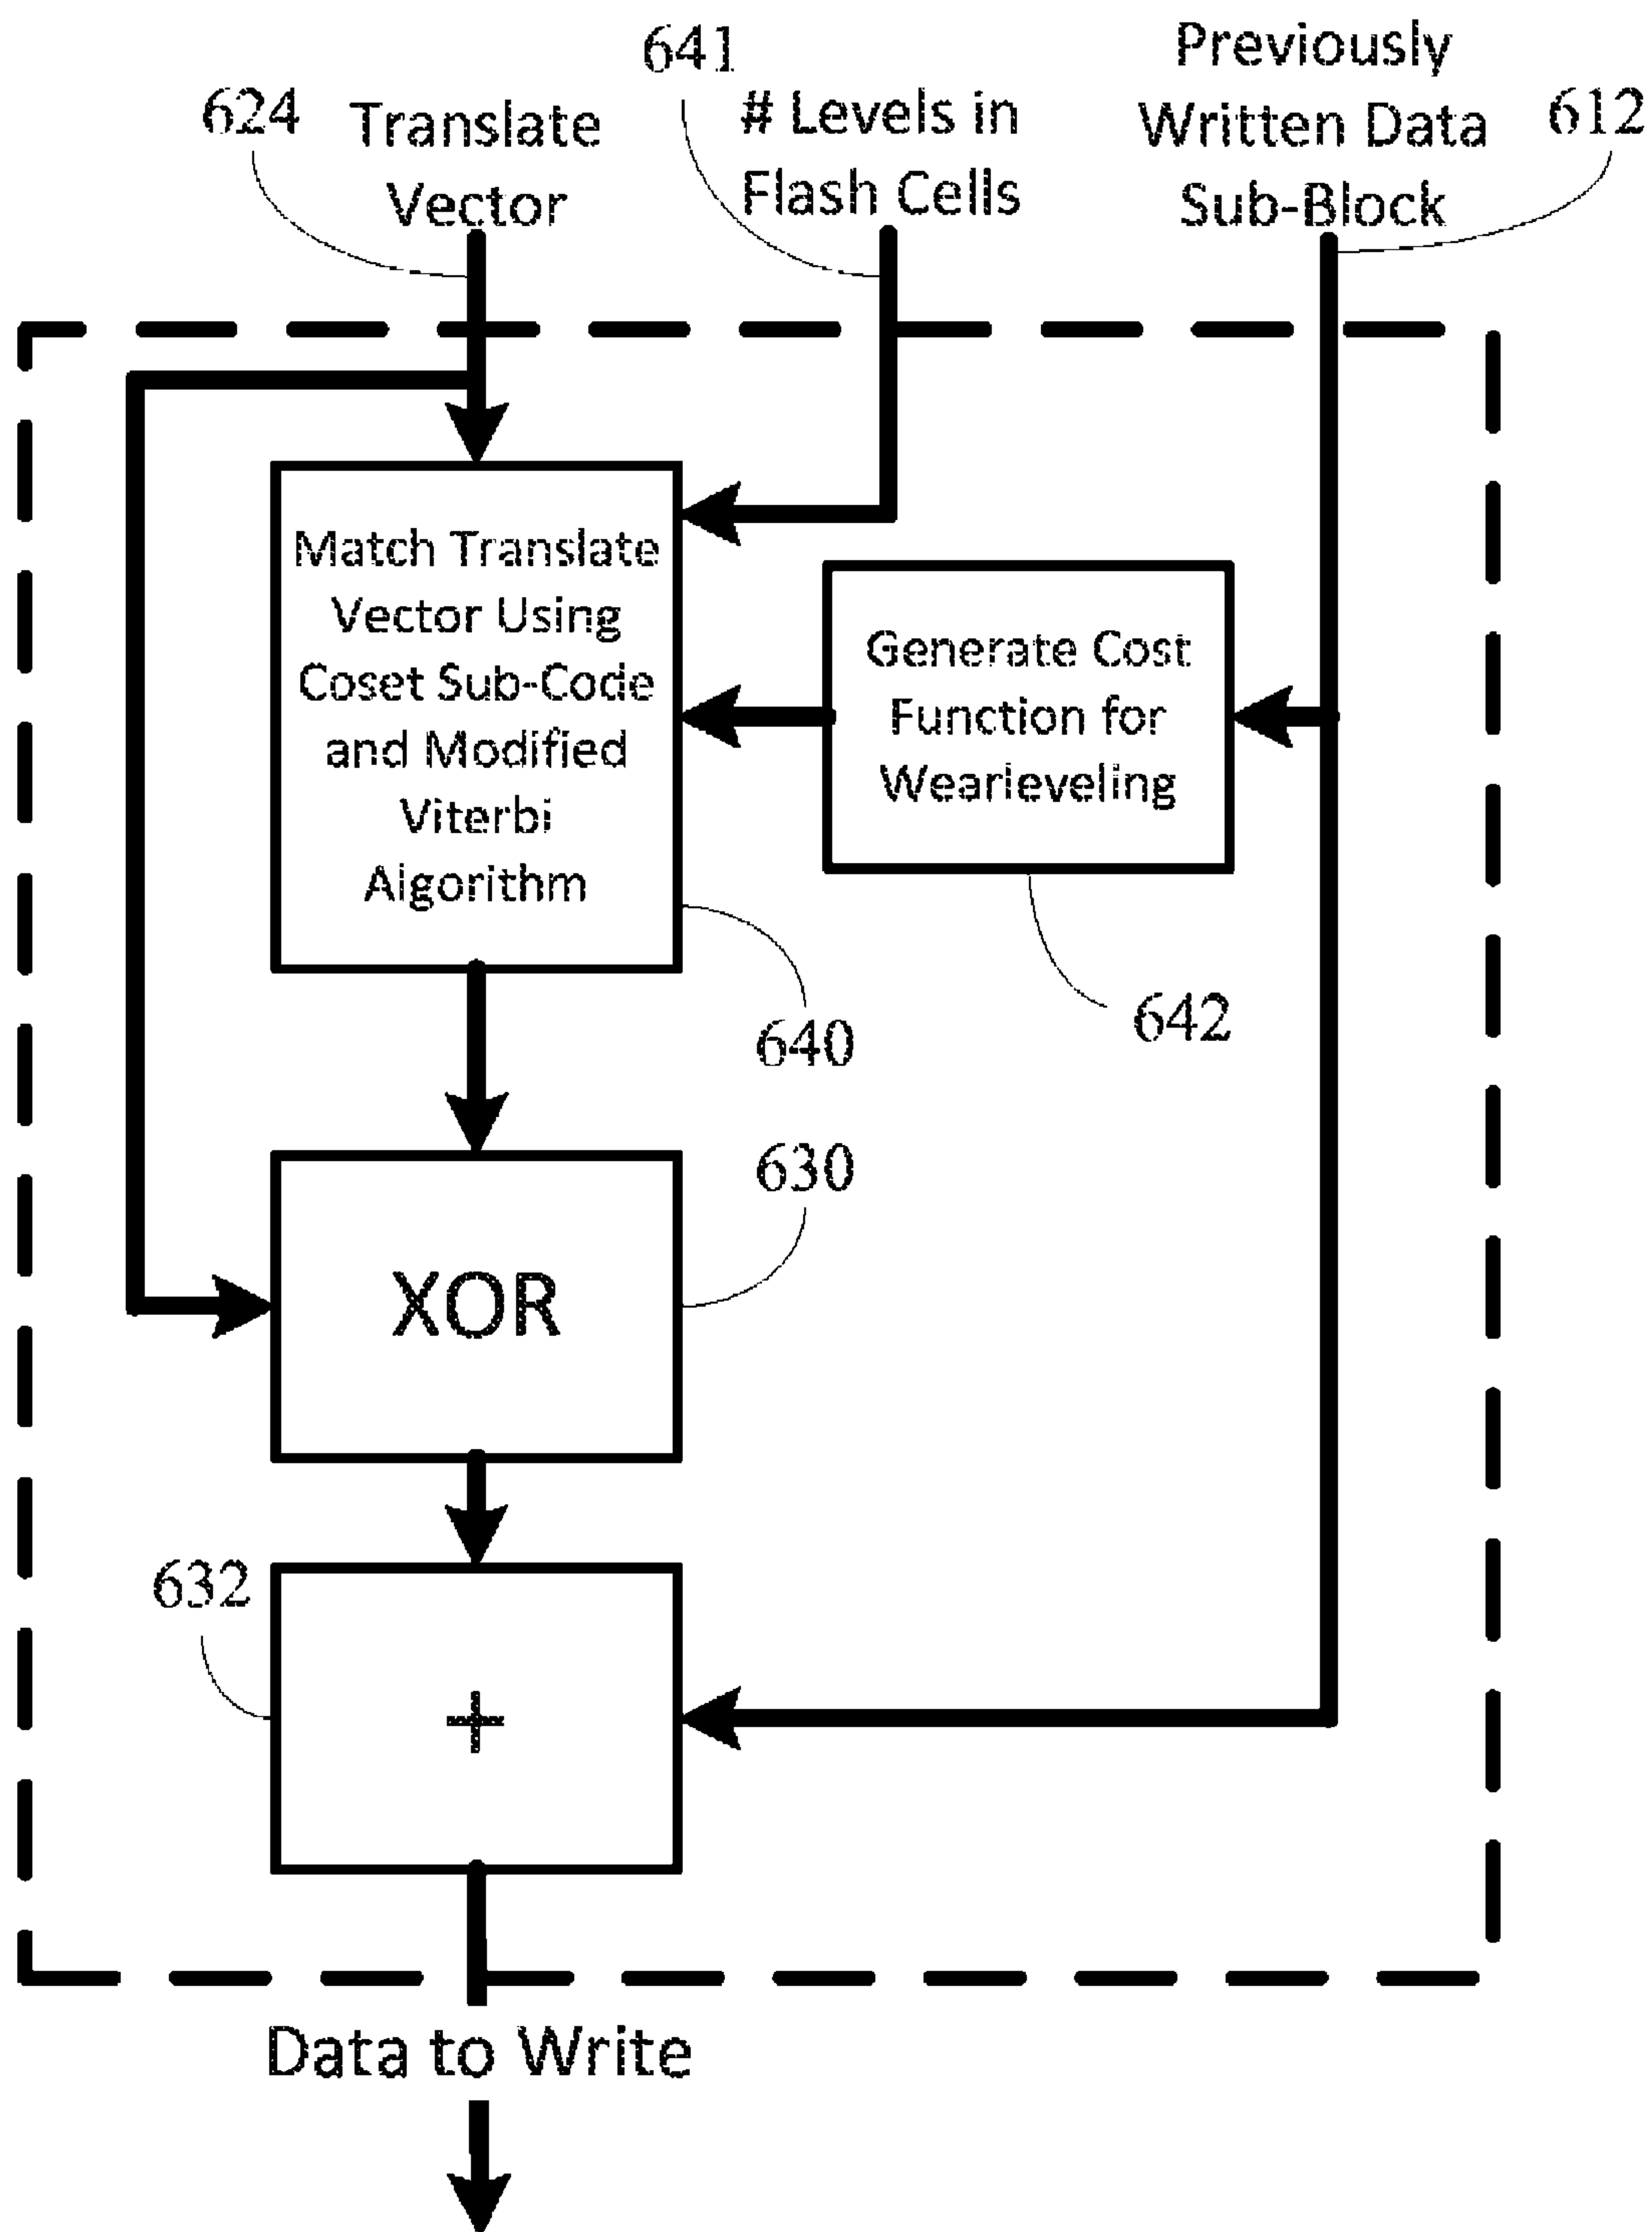 641
Previously
624
Translate
# Levels in
Written Data
612
Vector
Flash Cells
Sub-Block
Match Translate
Vector Using
Coset Sub-Code
and Modified
Viterbi
Algorithm
Generate Cost
Function for
Wearleveling
640
642
630
XOR
632
+
Data to Write